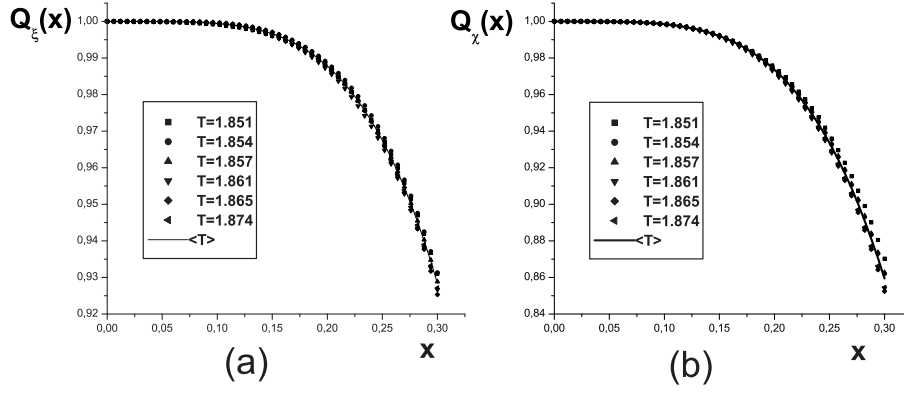 Qξ(x)
1,00
0,99
0,98
0,97
0,96
0,95
0,94
0,93
0,92
T=1.851
T=1.854
T=1.857
T=1.861
T=1.865
T=1.874
<T>
0,00 0,05 0,10 0,15 0,20 0,25 0,30
x
(a)
Qχ(x)
1,00
0,98
0,96
0,94
0,92
0,90
0,88
0,86
0,84
T=1.851
T=1.854
T=1.857
T=1.861
T=1.865
T=1.874
<T>
0,00 0,05 0,10 0,15 0,20 0,25 0,30
x
(b)